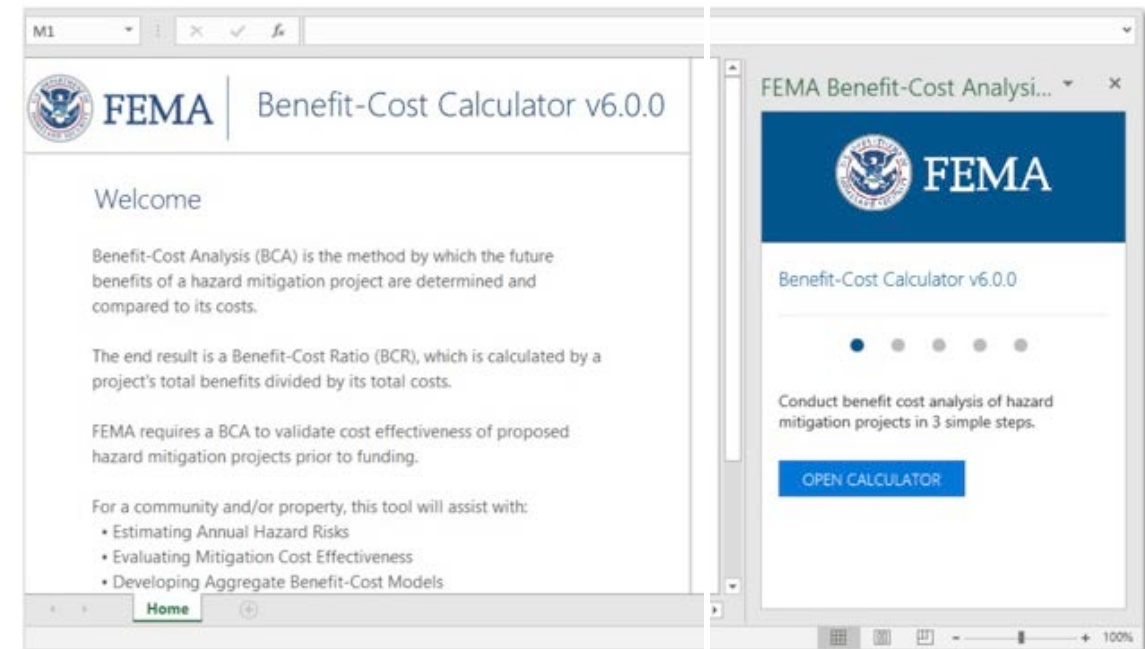 M1
fx
FEMA
Benefit-Cost Calculator v6.0.0
Welcome
Benefit-Cost Analysis (BCA) is the method by which the future
benefits of a hazard mitigation project are determined and
compared to its costs.
The end result is a Benefit-Cost Ratio (BCR), which is calculated by a
project's total benefits divided by its total costs.
FEMA requires a BCA to validate cost effectiveness of proposed
hazard mitigation projects prior to funding.
For a community and/or property, this tool will assist with:
• Estimating Annual Hazard Risks
• Evaluating Mitigation Cost Effectiveness
• Developing Aggregate Benefit-Cost Models
Home
FEMA Benefit-Cost Analysi...
FEMA
Benefit-Cost Calculator v6.0.0
Conduct benefit cost analysis of hazard
mitigation projects in 3 simple steps.
OPEN CALCULATOR
100%